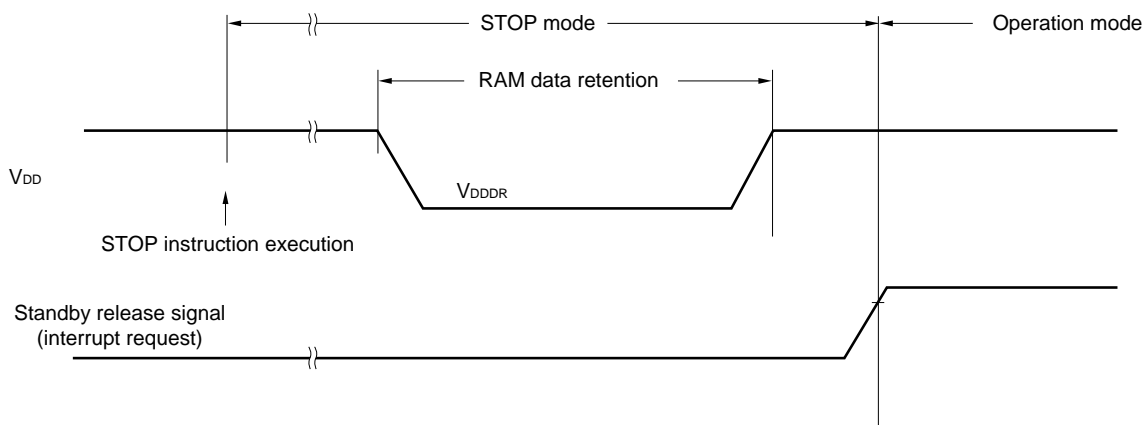 STOP mode
Operation mode
RAM data retention
VDD
VDDDR
STOP instruction execution
Standby release signal
(interrupt request)